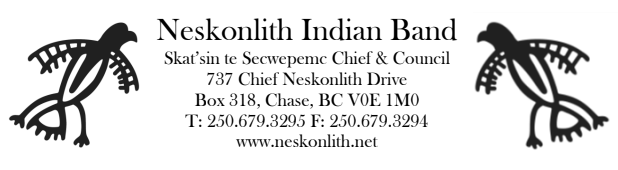 Neskonlith Indian Band
Skat'sin te Secwepemc Chief & Council
737 Chief Neskonlith Drive
Box 318, Chase, BC V0E 1M0
T: 250.679.3295 F: 250.679.3294
www.neskonlith.net